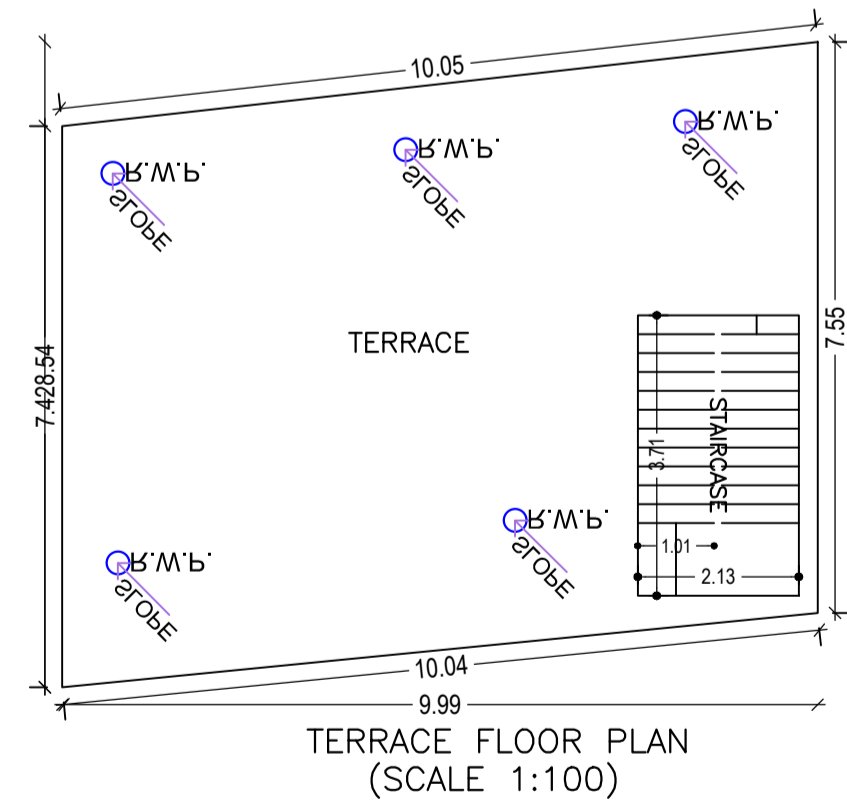 10.05
R.W.P.
SLOPE
R.W.P.
SLOPE
R.W.P.
SLOPE
7.428.54
TERRACE
7.55
STAIRCASE
3.71
1.01
2.13
R.W.P.
SLOPE
R.W.P.
SLOPE
10.04
9.99
TERRACE FLOOR PLAN
(SCALE 1:100)